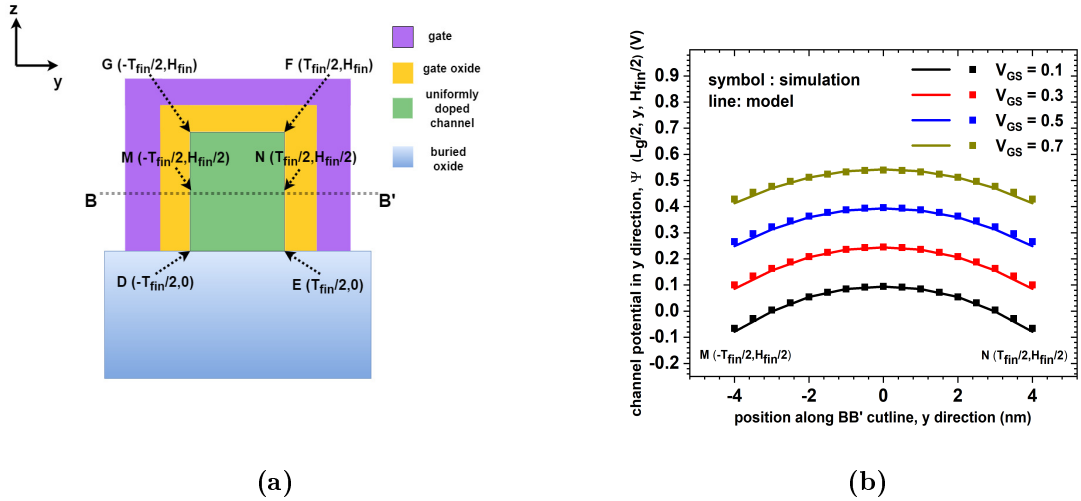 z
y
G (-Tfin/2,Hfin)
F (Tfin/2,Hfin)
M (-Tfin/2,Hfin/2)
N (Tfin/2,Hfin/2)
B
B'
D (-Tfin/2,0)
E (Tfin/2,0)
gate
gate oxide
uniformly
doped
channel
buried
oxide
(a)
channel potential in y direction, Ψ (Lg/2, y, Hfin/2) (V)
0.9
0.8
0.7
0.6
0.5
0.4
0.3
0.2
0.1
0.0
-0.1
-0.2
symbol : simulation
line: model
VGS = 0.1
VGS = 0.3
VGS = 0.5
VGS = 0.7
M (-Tfin/2,Hfin/2)
N (Tfin/2,Hfin/2)
-4
-2
0
2
4
position along BB' cutline, y direction (nm)
(b)